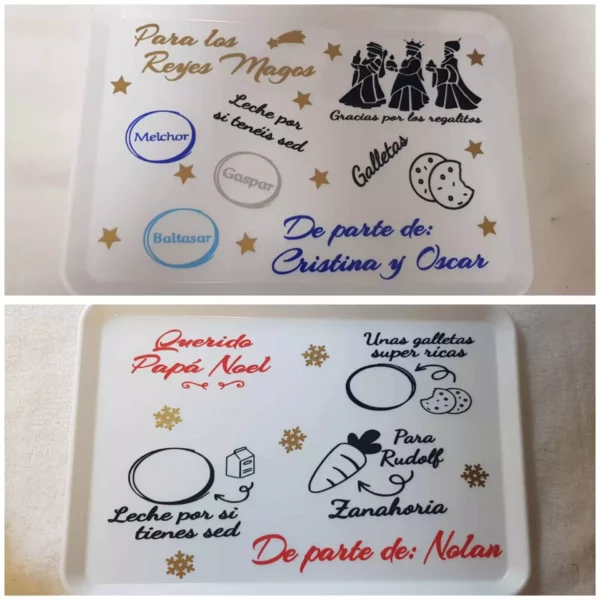 Para los
Reyes Magos
Gracias por los regalitos
Leche por
si tenéis sed
Melchor
Gaspar
Baltasar
Galletas
De parte de:
Cristina y Oscar
Querido
Papá Noel
Unas galletas
super ricas
Leche por si
tienes sed
Para
Rudolf
Zanahoria
De parte de: Nolan